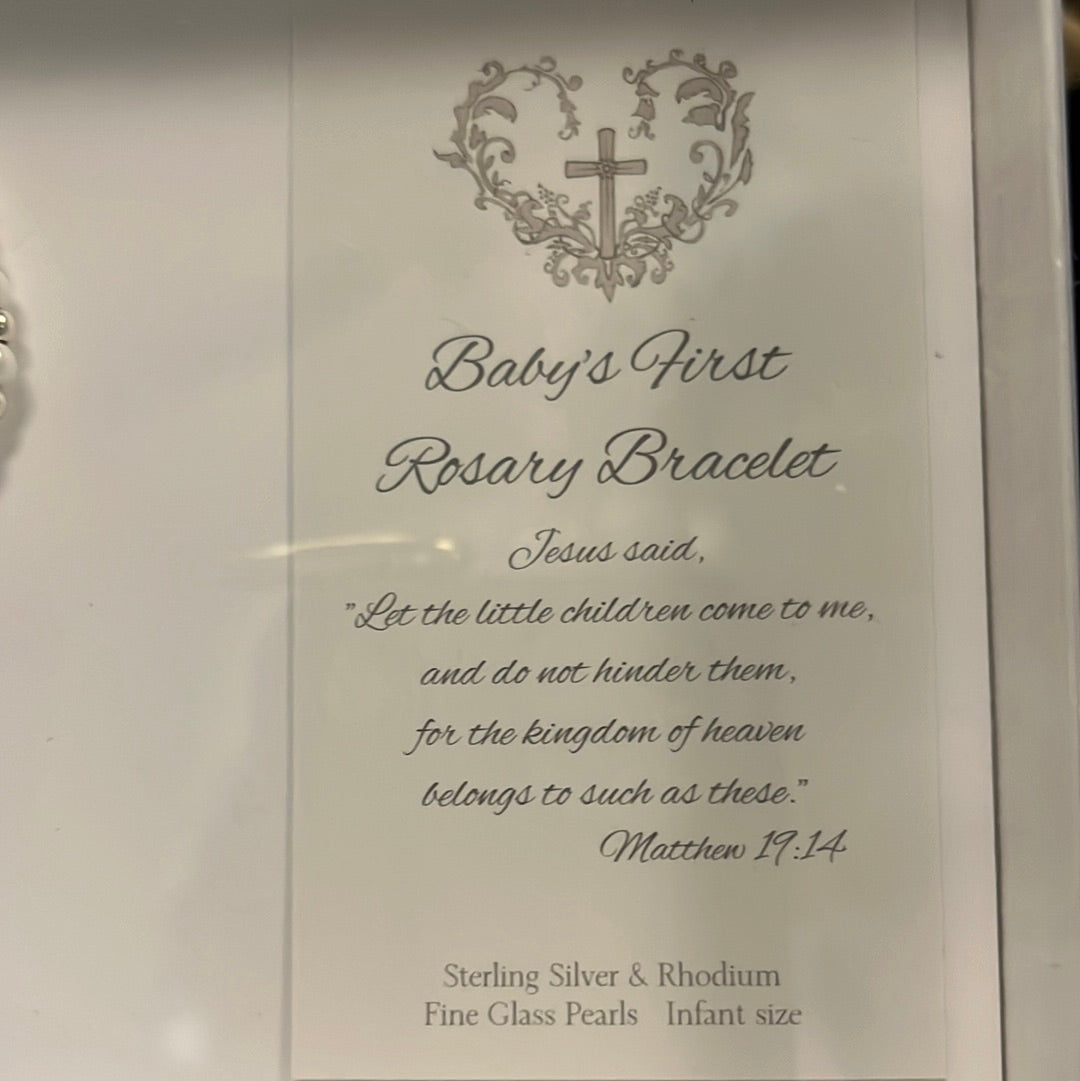 Baby's First
Rosary Bracelet
Jesus said,
"Let the little children come to me,
and do not hinder them,
for the kingdom of heaven
belongs to such as these."
Matthew 19:14
Sterling Silver & Rhodium
Fine Glass Pearls Infant size